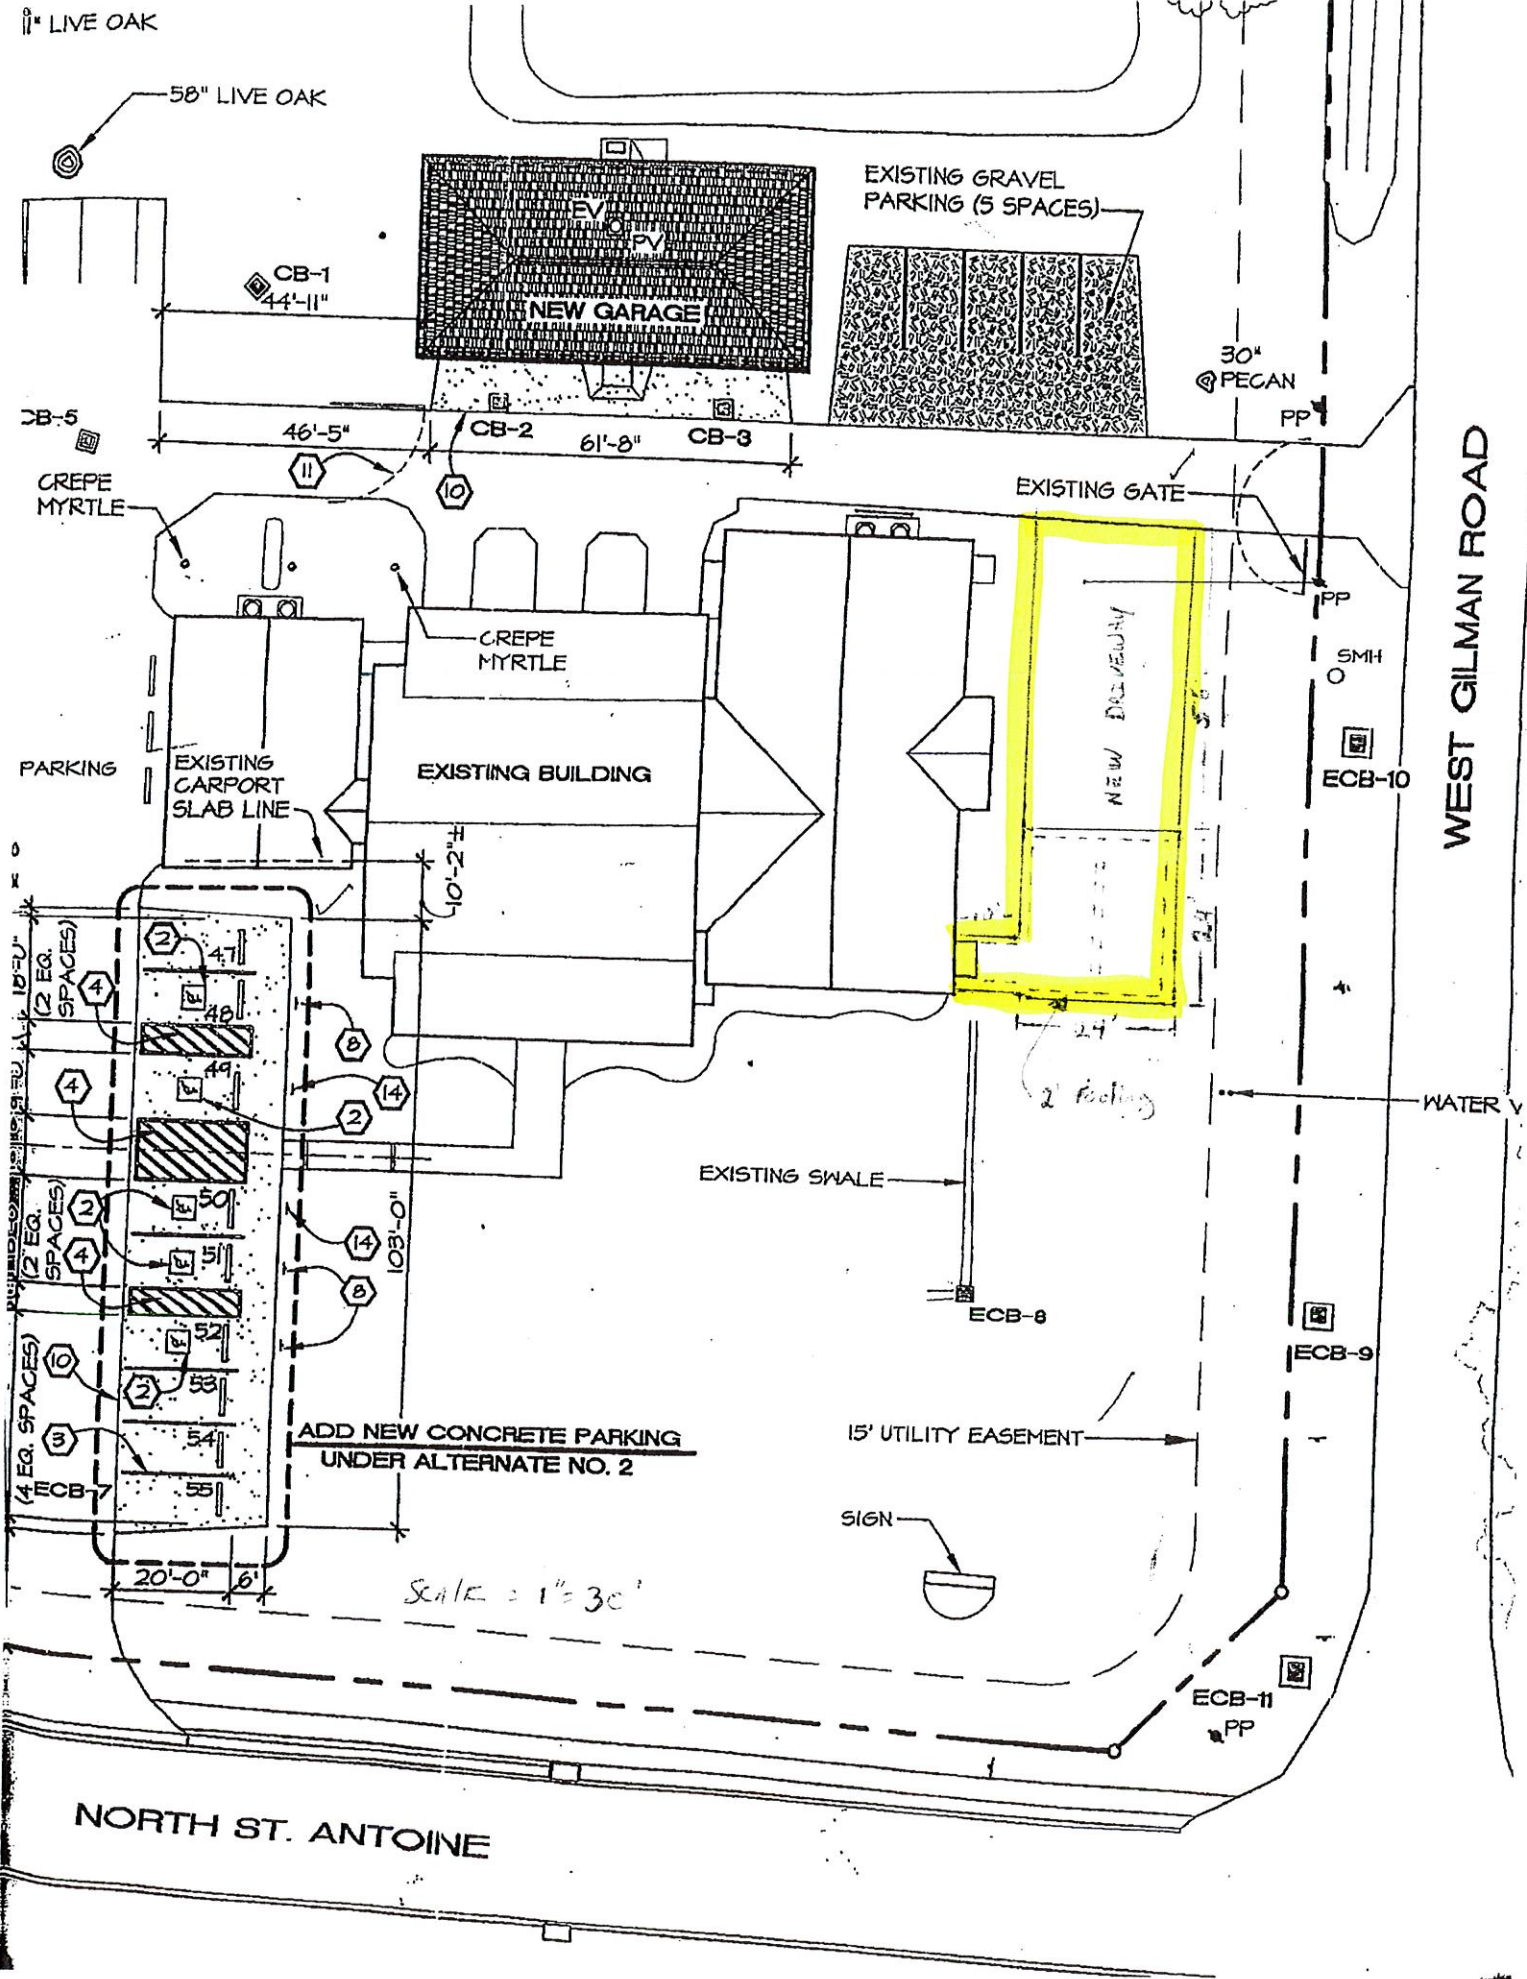 11" LIVE OAK
58" LIVE OAK
EXISTING GRAVEL
PARKING (5 SPACES)
EV
PV
NEW GARAGE
CB-1
44'-11"
30"
PECAN
PP
CB-5
46'-5"
CB-2
61'-8"
CB-3
11
10
CREPE
MYRTLE
EXISTING GATE
WEST GILMAN ROAD
PP
CREPE
MYRTLE
NEW DRIVEWAY
SMH
PARKING
EXISTING
CARPORT
SLAB LINE
EXISTING BUILDING
ECB-10
10'-2"±
18'-0"
(2 EQ.
SPACES)
2
47
4
48
8
10'
24'
24'
2' Footing
4
49
14
2
9'-0"
WATER V
EXISTING SWALE
2
50
(2 EQ.
SPACES)
4
51
14
103'-0"
8
ECB-8
52
ECB-9
10
2
53
(4 EQ. SPACES)
3
54
ADD NEW CONCRETE PARKING
UNDER ALTERNATE NO. 2
15' UTILITY EASEMENT
ECB-7
55
SIGN
20'-0"
6'
Scale = 1"=30'
ECB-11
PP
NORTH ST. ANTOINE